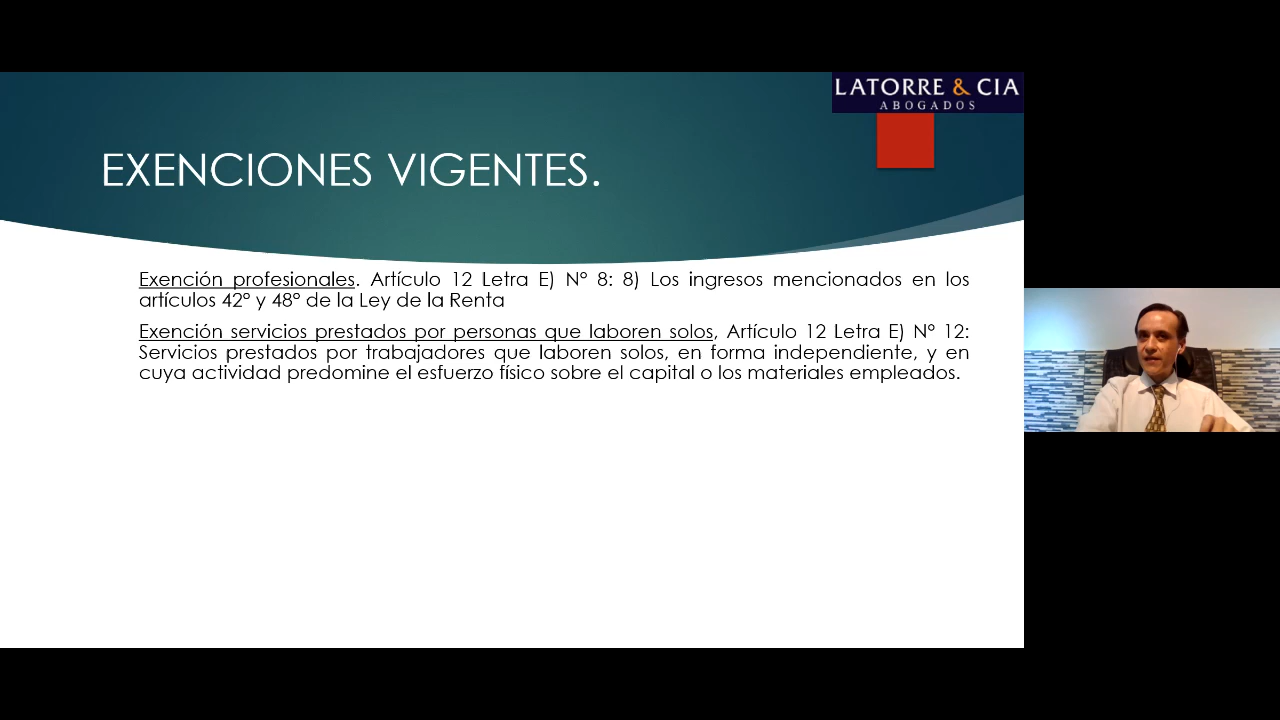 LATORRE & CIA
ABOGADOS
EXENCIONES VIGENTES.
Exención profesionales. Artículo 12 Letra E) N° 8: 8) Los ingresos mencionados en los
artículos 42° y 48° de la Ley de la Renta
Exención servicios prestados por personas que laboren solos, Artículo 12 Letra E) N° 12:
Servicios prestados por trabajadores que laboren solos, en forma independiente, y en
cuya actividad predomine el esfuerzo físico sobre el capital o los materiales empleados.